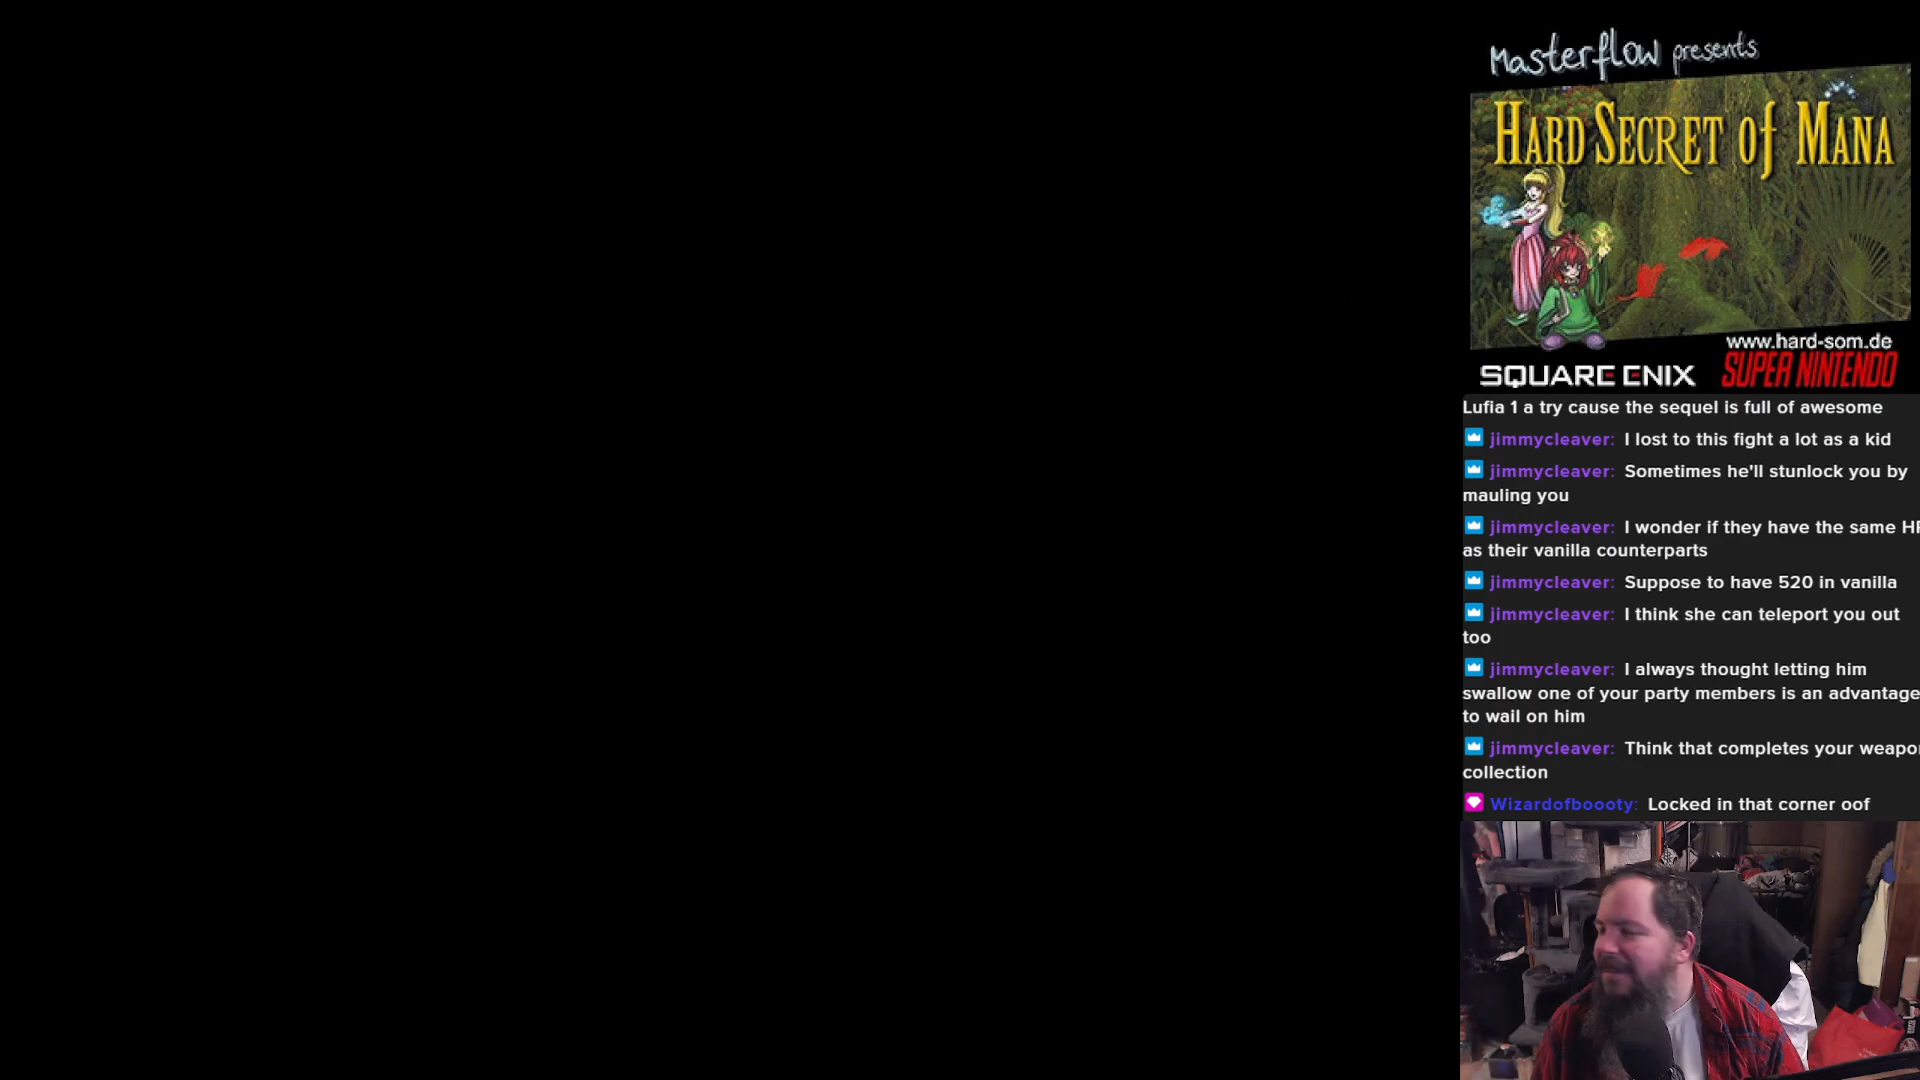 Masterflow presents
HARD SECRET of MANA
www.hard-som.de
SQUARE ENIX SUPER NINTENDO
Lufia 1 a try cause the sequel is full of awesome
jimmycleaver: I lost to this fight a lot as a kid
jimmycleaver: Sometimes he'll stunlock you by
mauling you
jimmycleaver: I wonder if they have the same
as their vanilla counterparts
jimmycleaver: Suppose to have 520 in vanilla
jimmycleaver: I think she can teleport you out
too
jimmycleaver: I always thought letting him
swallow one of your party members is an advantage
to wail on him
jimmycleaver: Think that completes your
collection
Wizardofboooty: Locked in that corner oof